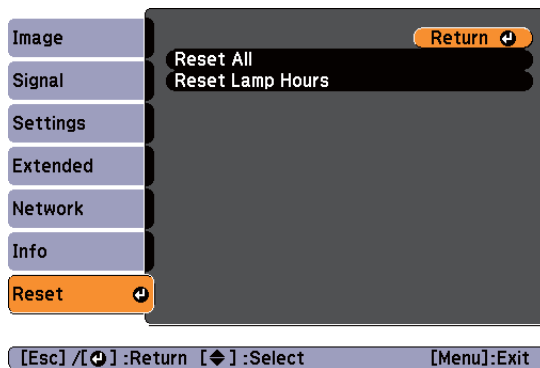 Image
Signal
Settings
Extended
Network
Info
Reset
Return
Reset All
Reset Lamp Hours
[Esc] /[ ] :Return [ ] :Select [Menu]:Exit